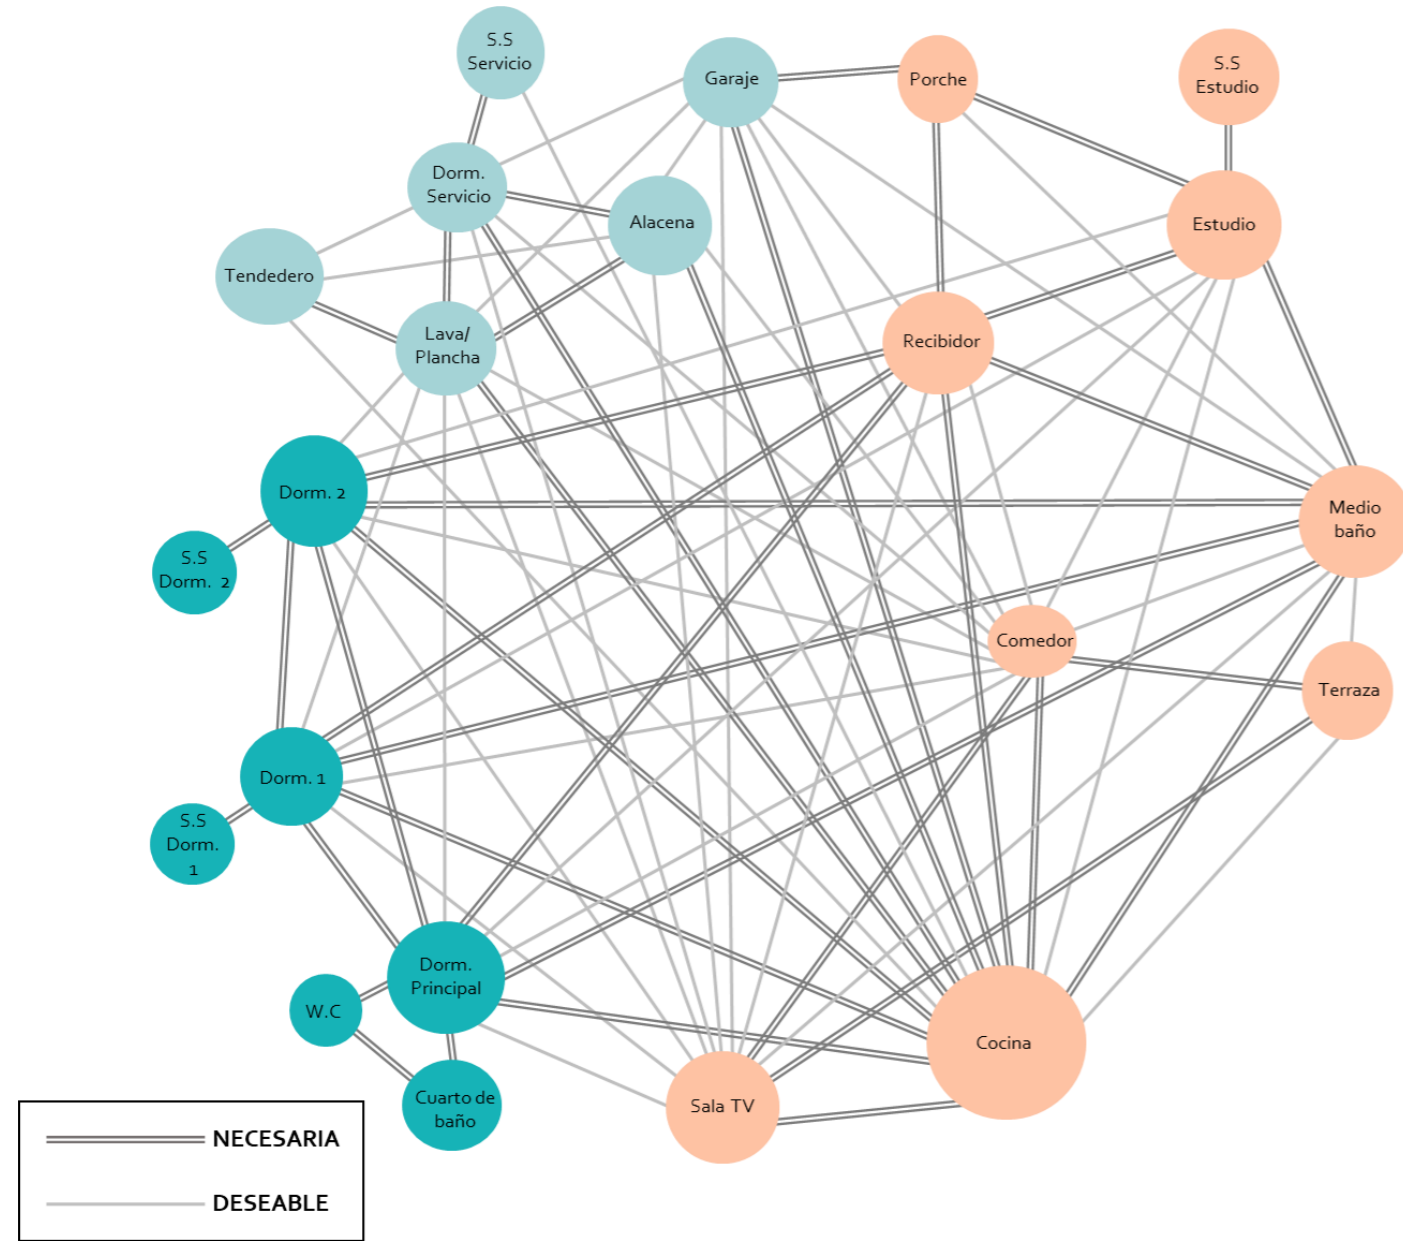 S.S
Servicio
Garaje
Porche
S.S
Estudio
Dorm.
Servicio
Alacena
Estudio
Tendedero
Lava/
Plancha
Recibidor
Dorm. 2
Medio
baño
S.S
Dorm. 2
Comedor
Terraza
Dorm. 1
S.S
Dorm.
1
Dorm.
Principal
W.C
Cocina
Cuarto de
baño
Sala TV
NECESARIA
DESEABLE